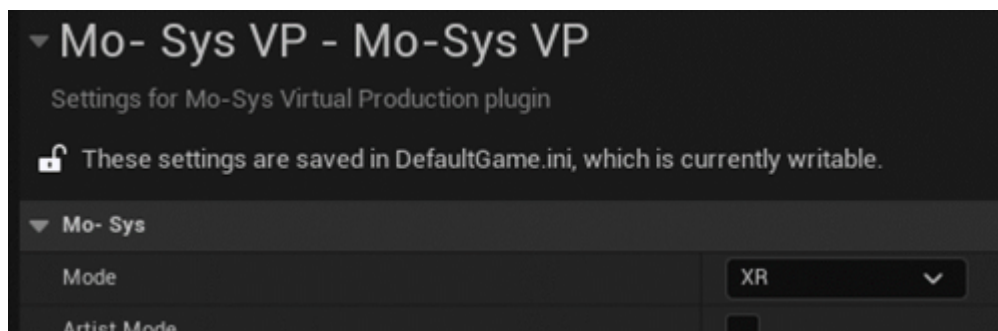 Mo- Sys VP - Mo-Sys VP
Settings for Mo-Sys Virtual Production plugin
These settings are saved in DefaultGame.ini, which is currently writable.
Mo- Sys
Mode XR
Artist Mode